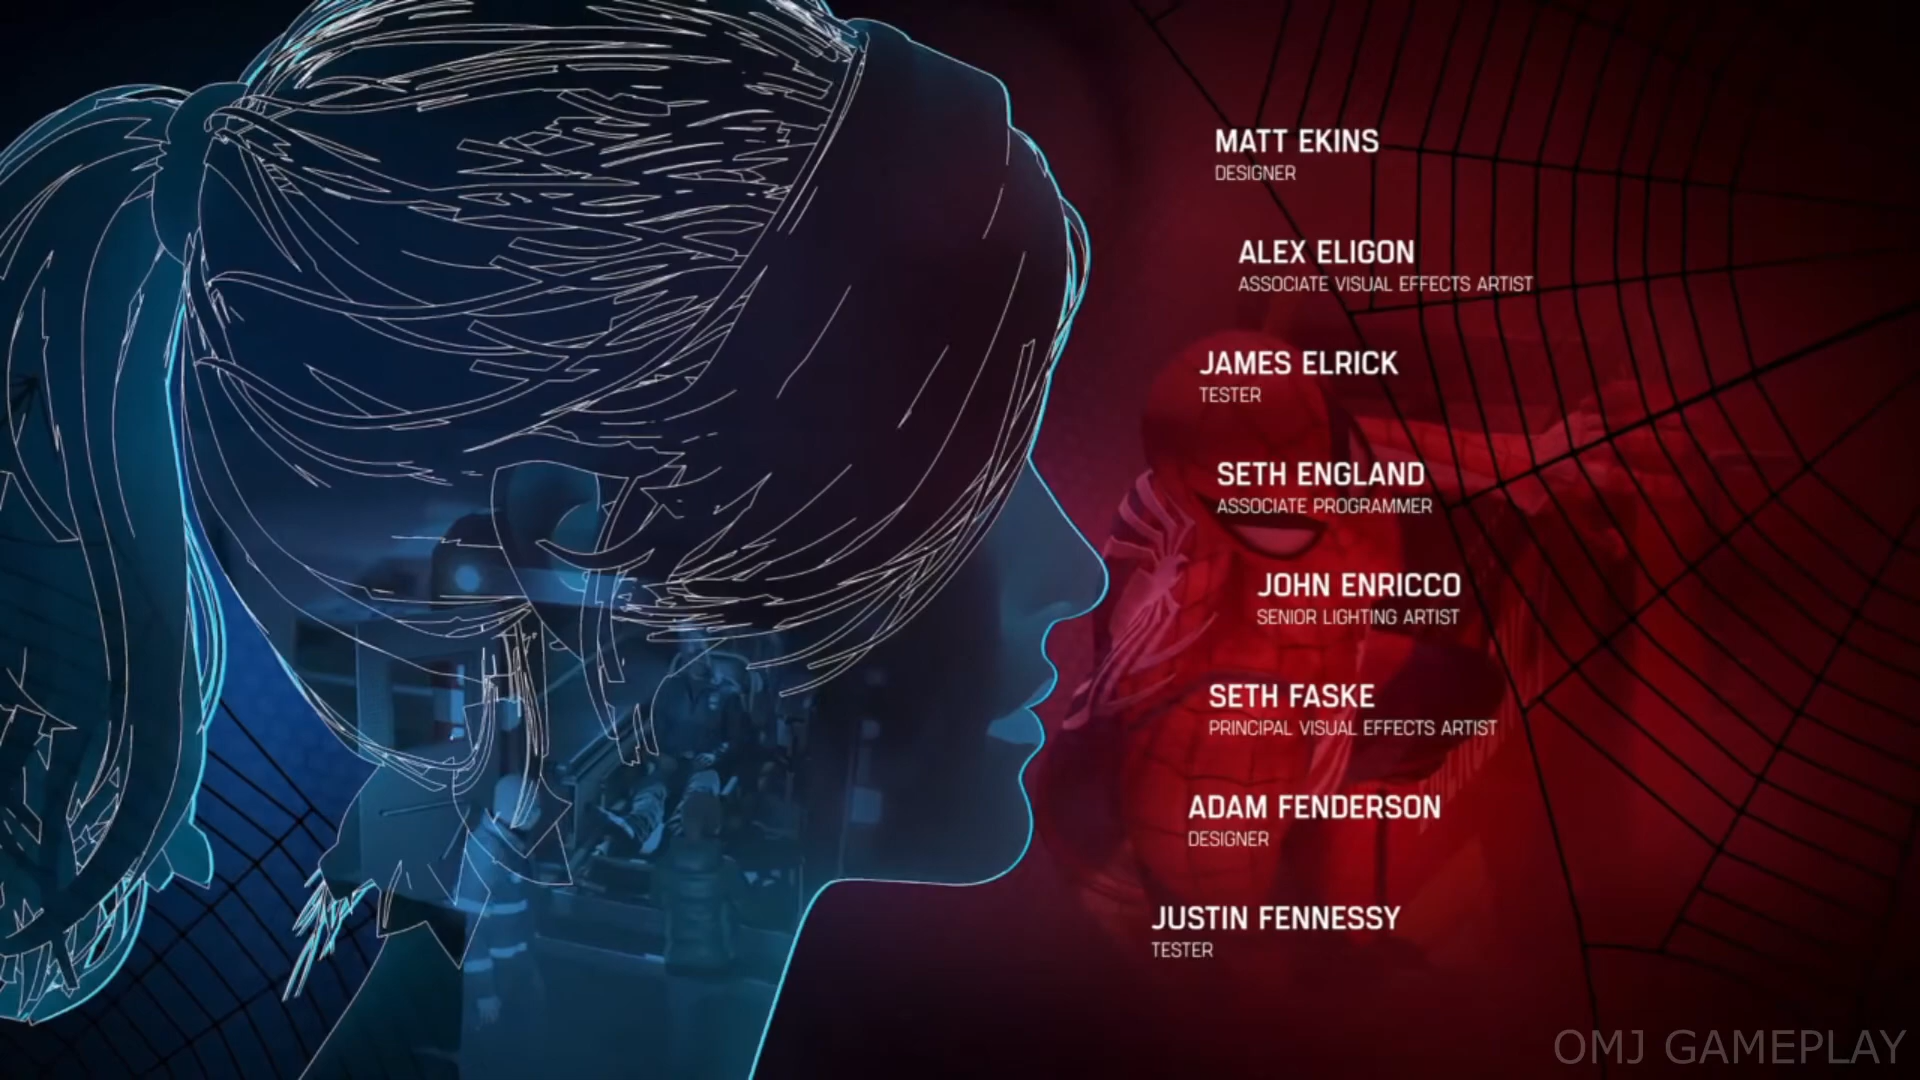 MATT EKINS
DESIGNER
ALEX ELIGON
ASSOCIATE VISUAL EFFECTS ARTIST
JAMES ELRICK
TESTER
SETH ENGLAND
ASSOCIATE PROGRAMMER
JOHN ENRICCO
SENIOR LIGHTING ARTIST
SETH FASKE
PRINCIPAL VISUAL EFFECTS ARTIST
ADAM FENDERSON
DESIGNER
JUSTIN FENNESSY
TESTER
OMJ GAMEPLAY